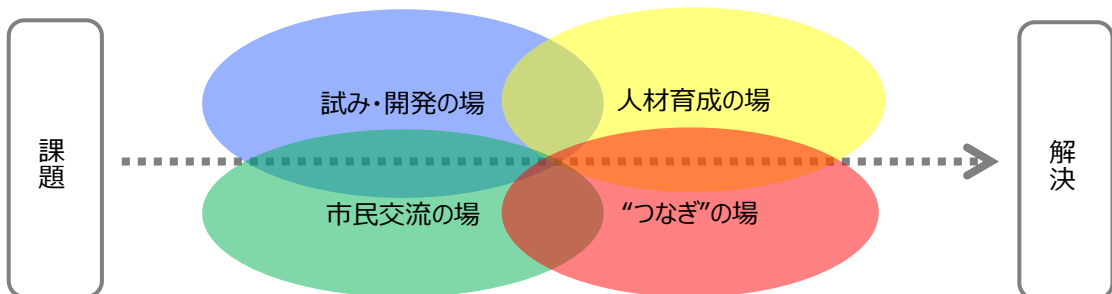 課題
試み・開発の場
人材育成の場
市民交流の場
“つなぎ”の場
解決